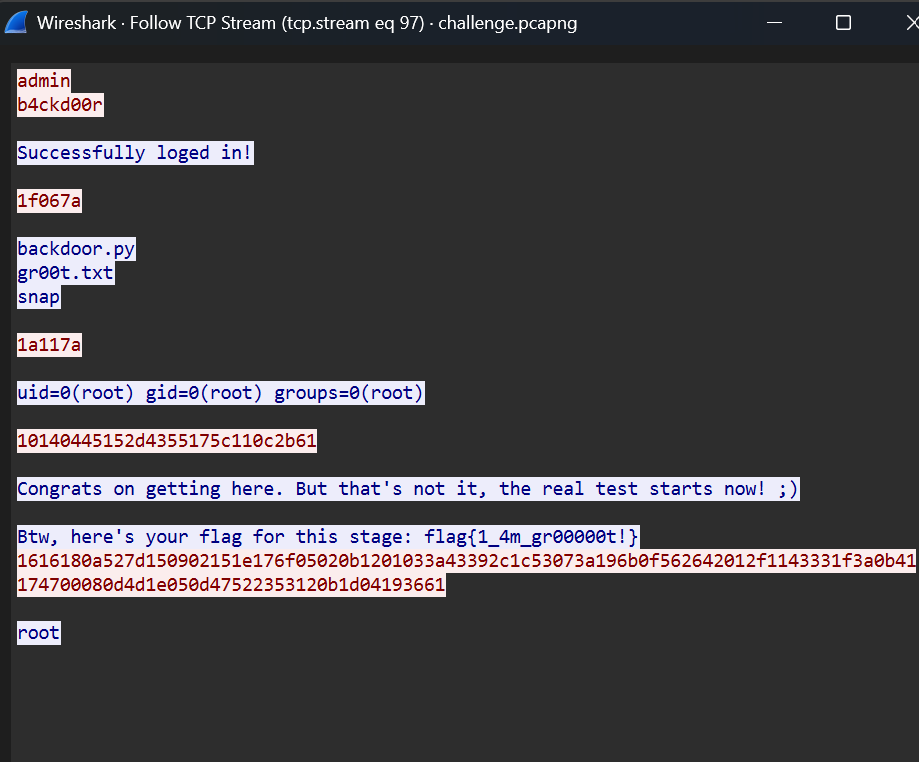 Wireshark · Follow TCP Stream (tcp.stream eq 97) · challenge.pcapng
admin
b4ckd00r
Successfully loged in!
1f067a
backdoor.py
gr00t.txt
snap
1a117a
uid=0(root) gid=0(root) groups=0(root)
10140445152d4355175c110c2b61
Congrats on getting here. But that's not it, the real test starts now! ;)
Btw, here's your flag for this stage: flag{1_4m_gr00000t!}
1616180a527d150902151e176f05020b1201033a43392c1c53073a196b0f562642012f1143331f3a0b41
174700080d4d1e050d47522353120b1d04193661
root